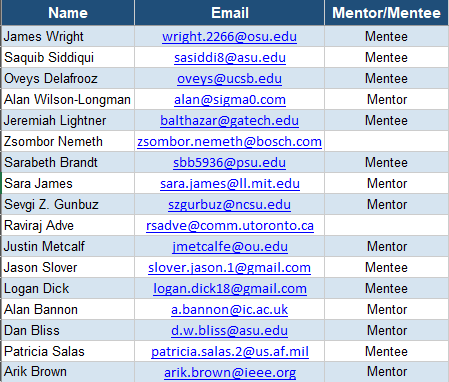 Name Email Mentor/Mentee
James Wright wright.2266@osu.edu Mentee
Saquib Siddiqui sasiddi8@asu.edu Mentee
Oveys Delafrooz oveys@ucsb.edu Mentee
Alan Wilson-Longman alan@sigma0.com Mentor
Jeremiah Lightner balthazar@gatech.edu Mentee
Zsombor Nemeth zsombor.nemeth@bosch.com
Sarabeth Brandt sbb5936@psu.edu Mentee
Sara James sara.james@ll.mit.edu Mentor
Sevgi Z. Gunbuz szgurbuz@ncsu.edu Mentor
Raviraj Adve rsadve@comm.utoronto.ca
Justin Metcalf jmetcalfe@ou.edu Mentor
Jason Slover slover.jason.1@gmail.com Mentee
Logan Dick logan.dick18@gmail.com Mentee
Alan Bannon a.bannon@ic.ac.uk Mentor
Dan Bliss d.w.bliss@asu.edu Mentor
Patricia Salas patricia.salas.2@us.af.mil Mentee
Arik Brown arik.brown@ieee.org Mentor